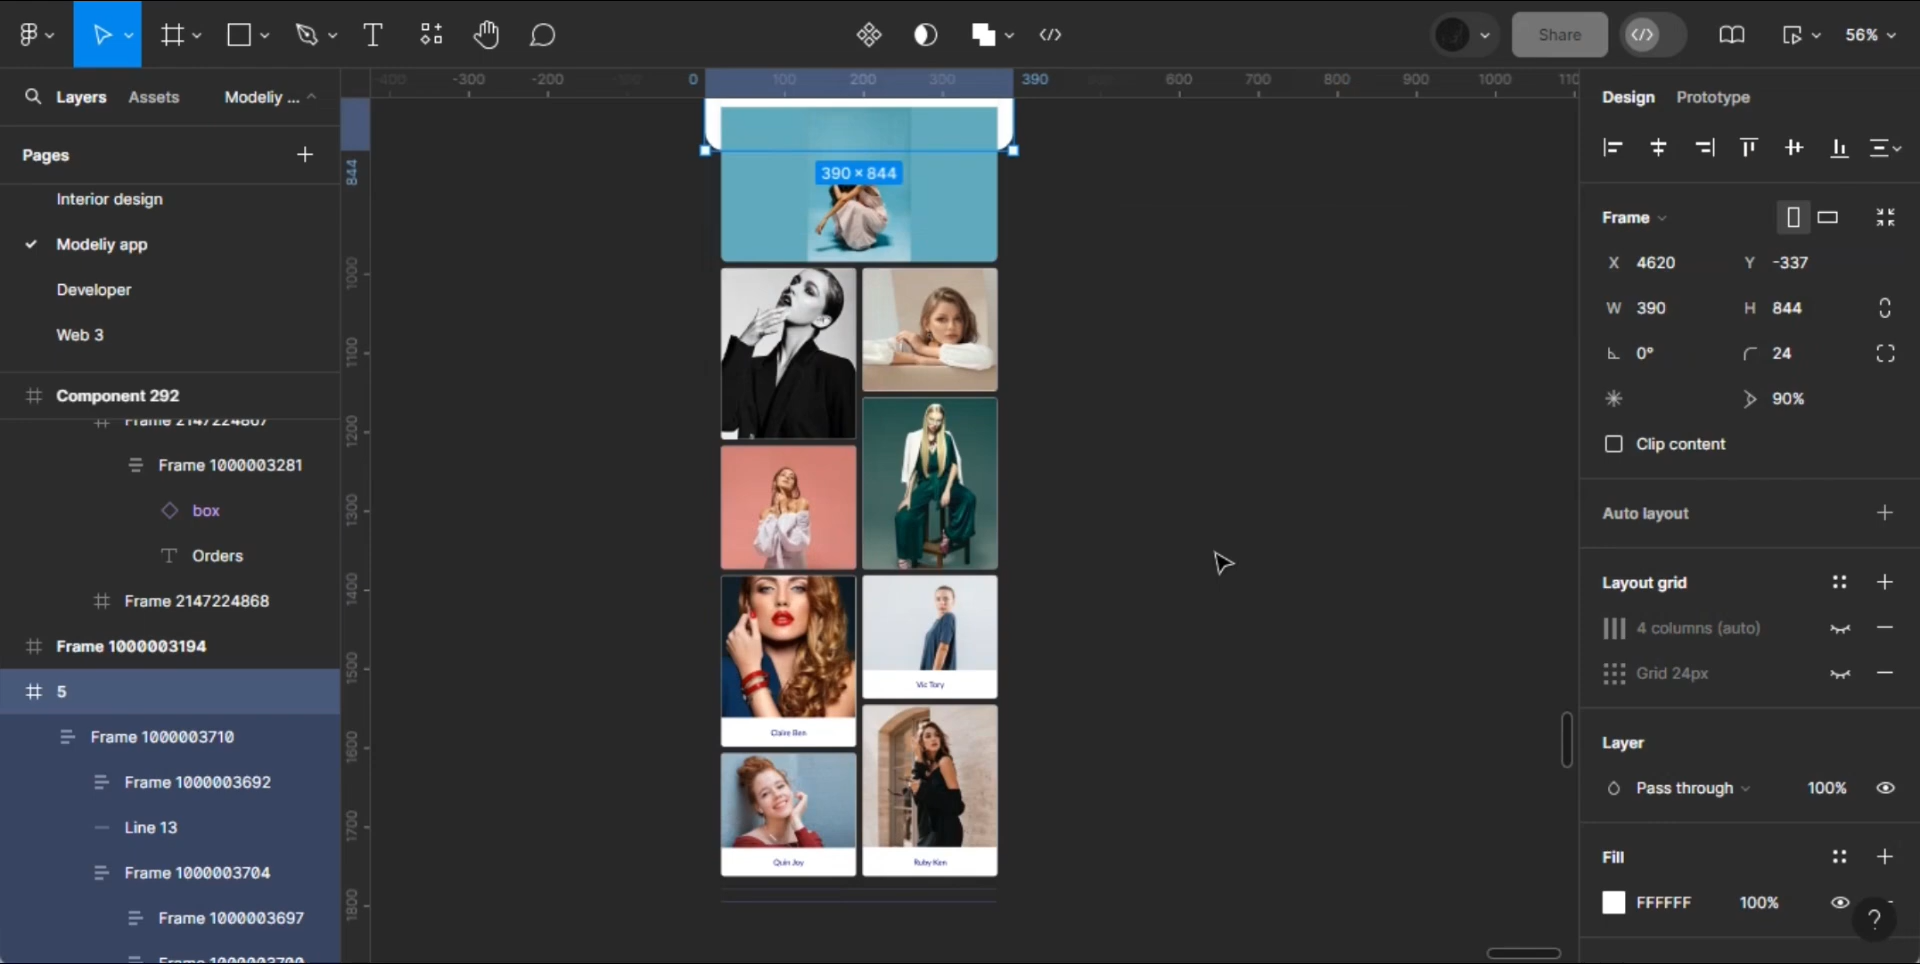 Share
56%
Layers
Assets
Modeliy ...
-400
-300
-200
0
100
200
300
390
600
700
800
900
1000
110
Design
Prototype
Pages
Interior design
Modeliy app
Developer
Web 3
Component 292
Frame 2147224867
Frame 1000003281
box
Orders
Frame 2147224868
Frame 1000003194
5
Frame 1000003710
Frame 1000003692
Line 13
Frame 1000003704
Frame 1000003697
Frame 1000003700
844
1000
1100
1200
1300
1400
1500
1600
1700
1800
390 × 844
Vic Tory
Claire Ben
Quin Joy
Ruby Ken
Frame
X 4620
Y -337
W 390
H 844
0°
24
90%
Clip content
Auto layout
Layout grid
4 columns (auto)
Grid 24px
Layer
Pass through
100%
Fill
FFFFFF
100%
?